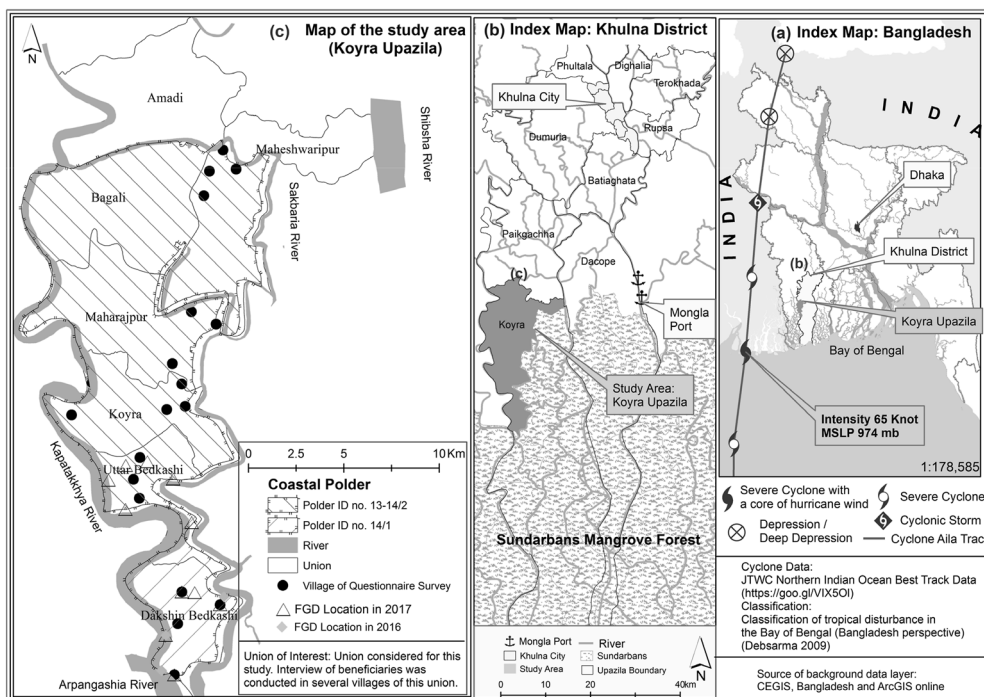 (c) Map of the study area
(Koyra Upazila)
N
Amadi
Maheshwaripur
Shibsha River
Bagali
Sakbaria River
Maharajpur
Koyra
Kapalakkhya River
Uttar Bedkashi
Dakshin Bedkashi
Arpangashia River
0 2.5 5 10 Km
Coastal Polder
Polder ID no. 13-14/2
Polder ID no. 14/1
River
Union
Village of Questionnaire Survey
FGD Location in 2017
FGD Location in 2016
Union of Interest: Union considered for this
study. Interview of beneficiaries was
conducted in several villages of this union.
(b) Index Map: Khulna District
Phultala
Dighalia
Terokhada
Khulna City
Rupsa
Dumuria
Batiaghata
Paikgachha
Dacope
(c)
Koyra
Mongla
Port
Study Area:
Koyra Upazila
Sundarbans Mangrove Forest
Mongla Port
River
Khulna City
Sundarbans
Study Area
Upazila Boundary
N
0 10 20 40km
(a) Index Map: Bangladesh
INDIA
INDIA
Dhaka
Khulna District
(b)
Koyra Upazila
Bay of Bengal
Intensity 65 Knot
MSLP 974 mb
1:178,585
Severe Cyclone with
a core of hurricane wind
Severe Cyclone
Depression /
Deep Depression
Cyclonic Storm
Cyclone Aila Trac
Cyclone Data:
JTWC Northern Indian Ocean Best Track Data
(https://goo.gl/VIX5OI)
Classification:
Classification of tropical disturbance in
the Bay of Bengal (Bangladesh perspective)
(Debsarma 2009)
Source of background data layer:
CEGIS, Bangladesh and ArcGIS online